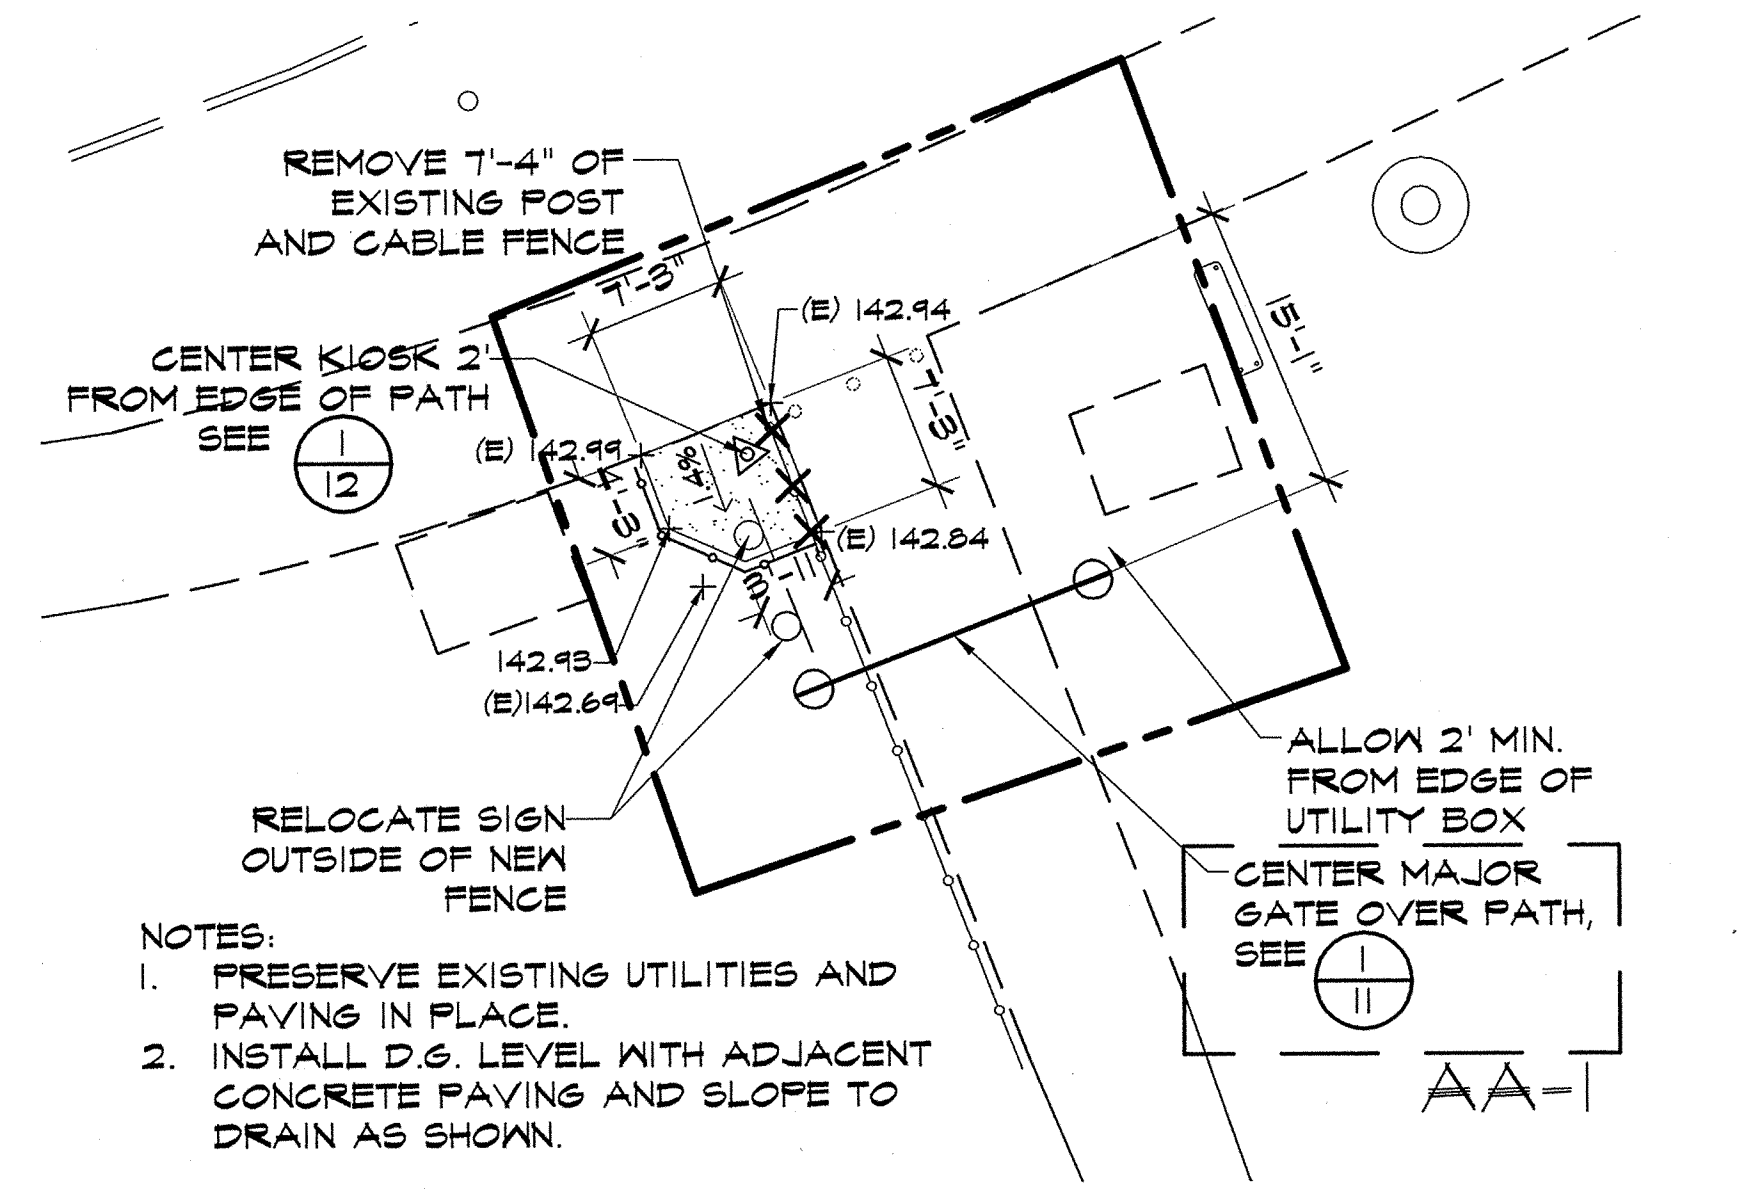 REMOVE 7'-4" OF
EXISTING POST
AND CABLE FENCE
7'-3"
(E) 142.94
15'-1"
CENTER KIOSK 2'
FROM EDGE OF PATH
SEE
1
12
(E) 142.99
1.4%
7'-3"
4'-3"
(E) 142.84
3'-11"
142.93
(E)142.69
RELOCATE SIGN
OUTSIDE OF NEW
FENCE
ALLOW 2' MIN.
FROM EDGE OF
UTILITY BOX
CENTER MAJOR
GATE OVER PATH,
SEE
1
11
AA-1
NOTES:
1. PRESERVE EXISTING UTILITIES AND
PAVING IN PLACE.
2. INSTALL D.G. LEVEL WITH ADJACENT
CONCRETE PAVING AND SLOPE TO
DRAIN AS SHOWN.